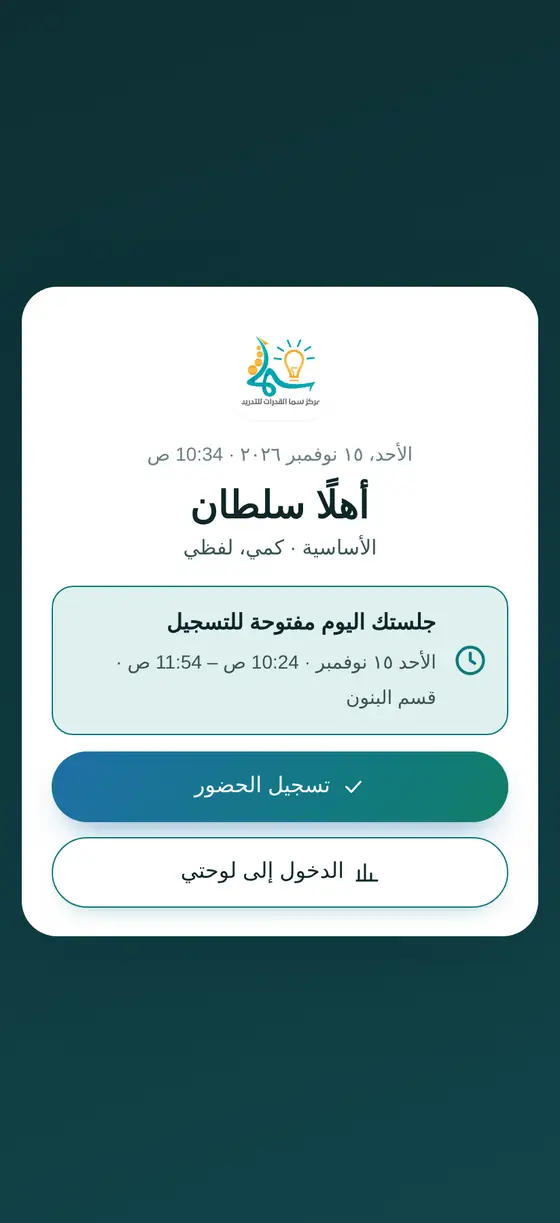 سما
مركز سما القدرات للتدريب
الأحد، ١٥ نوفمبر ٢٠٢٦ · 10:34 ص
أهلًا سلطان
الأساسية · كمي، لفظي
جلستك اليوم مفتوحة للتسجيل
الأحد ١٥ نوفمبر · 10:24 ص – 11:54 ص ·
قسم البنون
تسجيل الحضور
الدخول إلى لوحتي